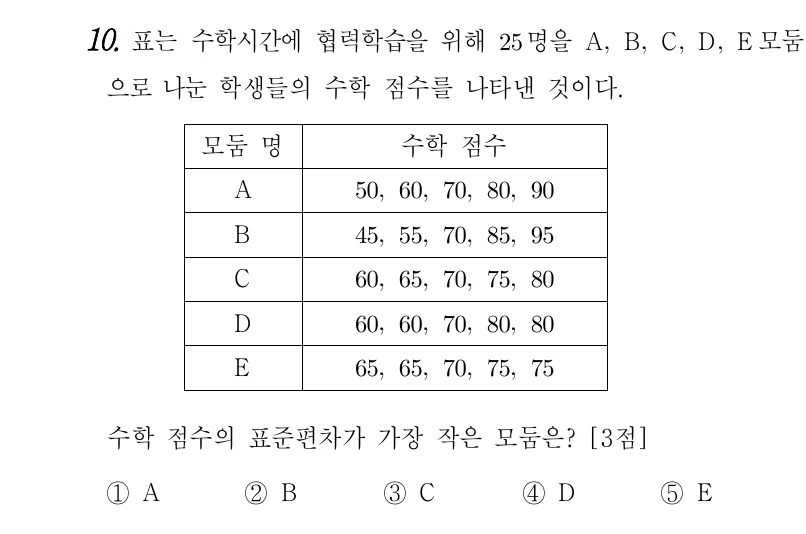 10. 표는 수학시간에 협력학습을 위해 25명을 A, B, C, D, E모둠
으로 나눈 학생들의 수학 점수를 나타낸 것이다.
모둠 명 수학 점수
A 50, 60, 70, 80, 90
B 45, 55, 70, 85, 95
C 60, 65, 70, 75, 80
D 60, 60, 70, 80, 80
E 65, 65, 70, 75, 75
수학 점수의 표준편차가 가장 작은 모둠은? [3점]
① A ② B ③ C ④ D ⑤ E